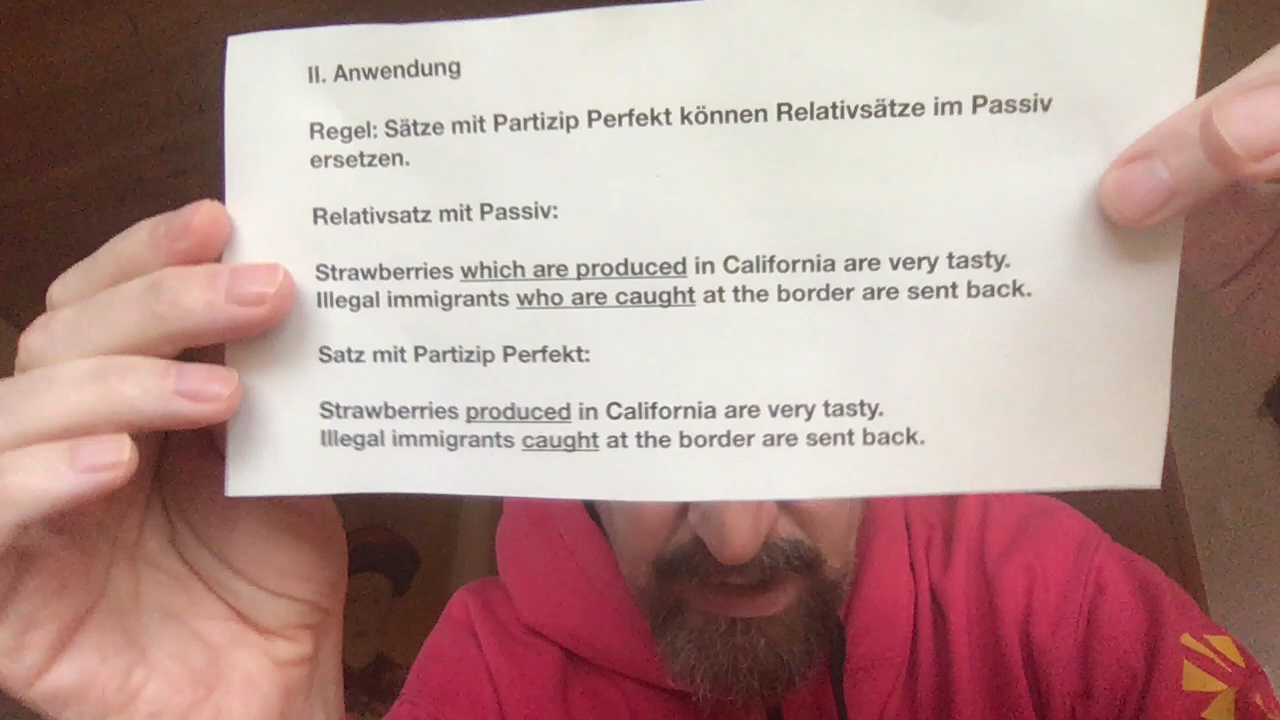 II. Anwendung
Regel: Sätze mit Partizip Perfekt können Relativsätze im Passiv
ersetzen.
Relativsatz mit Passiv:
Strawberries which are produced in California are very tasty.
Illegal immigrants who are caught at the border are sent back.
Satz mit Partizip Perfekt:
Strawberries produced in California are very tasty.
Illegal immigrants caught at the border are sent back.